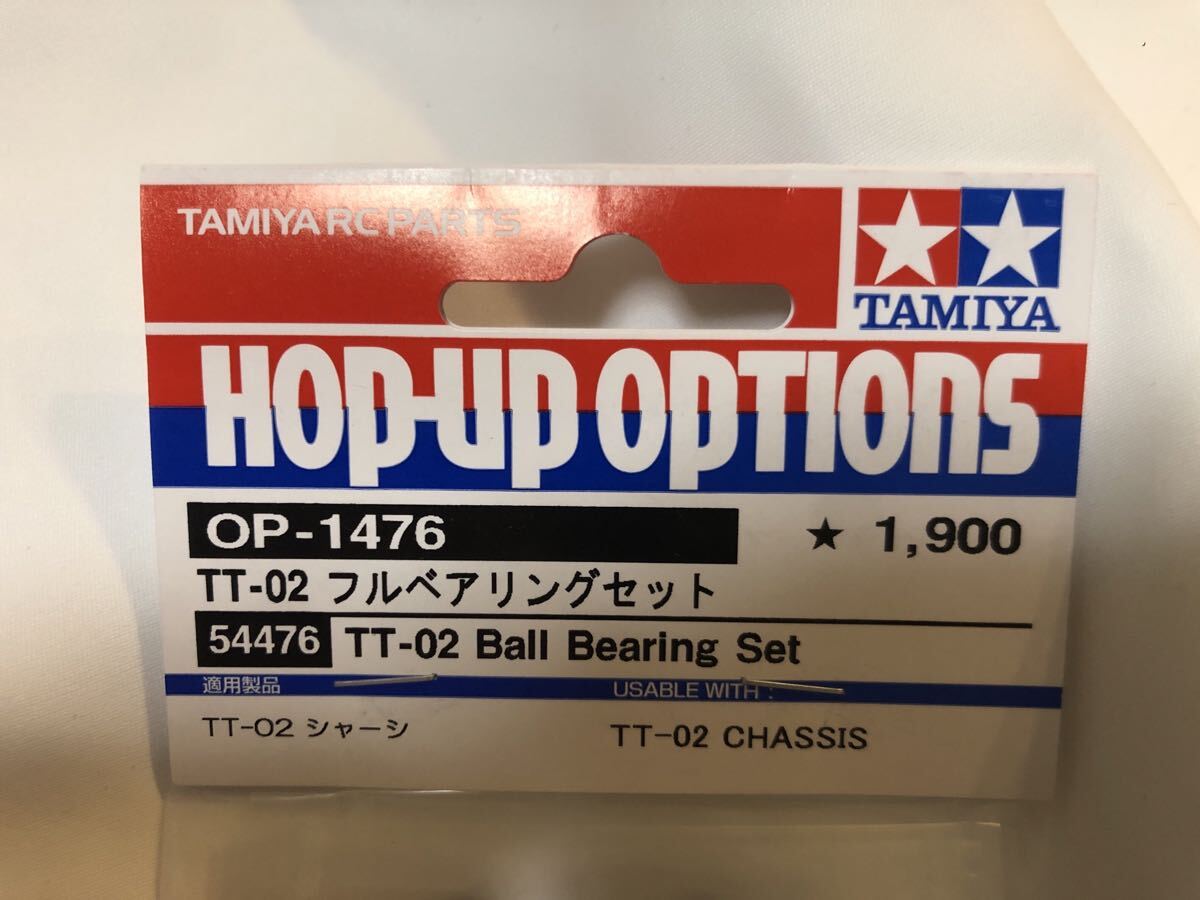 TAMIYA RC PARTS
TAMIYA
HOP-UP OPTIONS
OP-1476
★ 1,900
TT-02 フルベアリングセット
54476 TT-02 Ball Bearing Set
適用製品
USABLE WITH :
TT-02 シャーシ
TT-02 CHASSIS